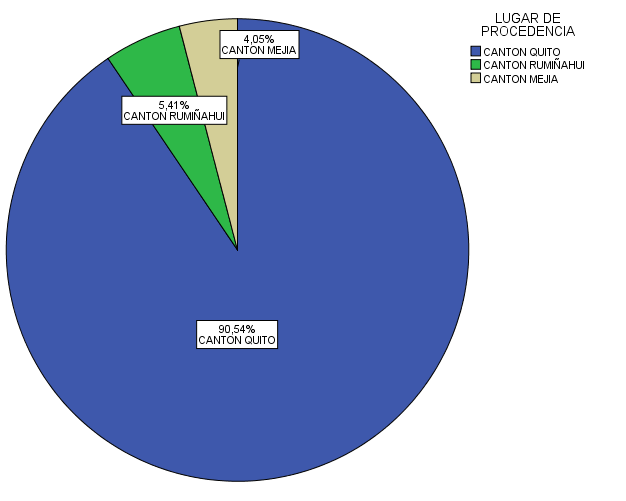 LUGAR DE
PROCEDENCIA
CANTON QUITO
CANTON RUMIÑAHUI
CANTON MEJIA
4,05%
CANTON MEJIA
5,41%
CANTON RUMIÑAHUI
90,54%
CANTON QUITO